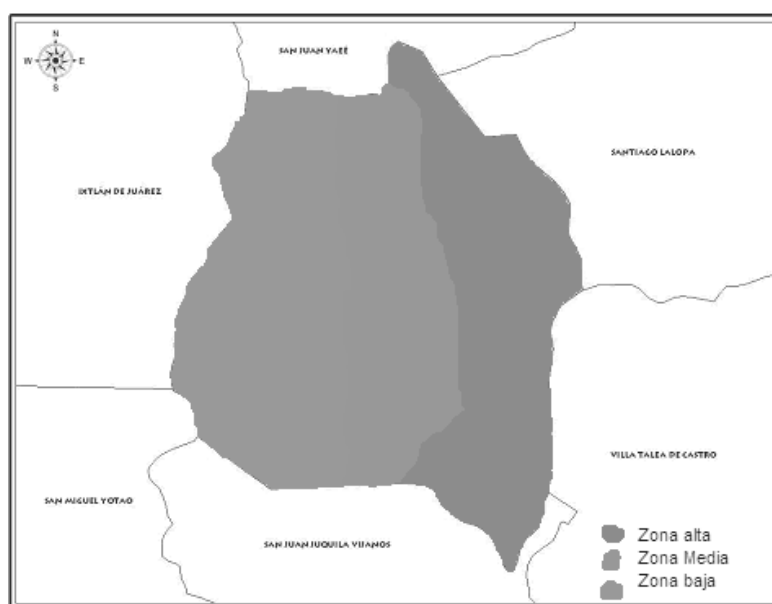 N
W E
S
SAN JUAN YAEÉ
SANTIAGO LALOPA
IXTLÁN DE JUÁREZ
VILLA TALEA DE CASTRO
SAN MIGUEL YOTAO
SAN JUAN JUQUILA VIJANOS
Zona alta
Zona Media
Zona baja